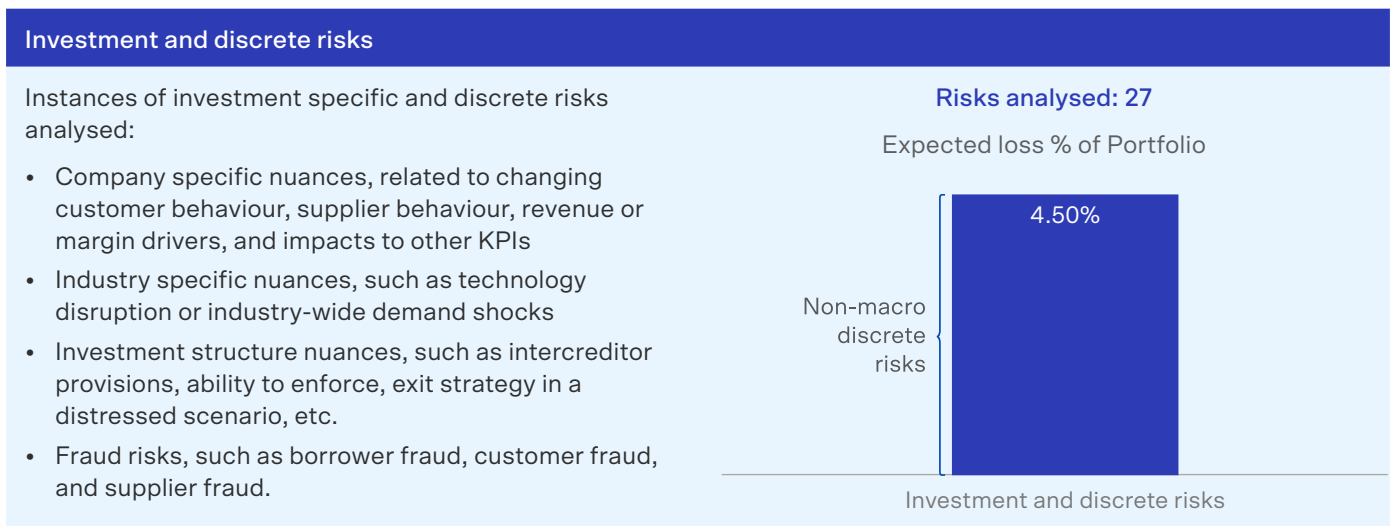 Investment and discrete risks
Instances of investment specific and discrete risks
analysed:
• Company specific nuances, related to changing
customer behaviour, supplier behaviour, revenue or
margin drivers, and impacts to other KPIs
• Industry specific nuances, such as technology
disruption or industry-wide demand shocks
• Investment structure nuances, such as intercreditor
provisions, ability to enforce, exit strategy in a
distressed scenario, etc.
• Fraud risks, such as borrower fraud, customer fraud,
and supplier fraud.
Risks analysed: 27
Expected loss % of Portfolio
4.50%
Non-macro
discrete
risks
Investment and discrete risks